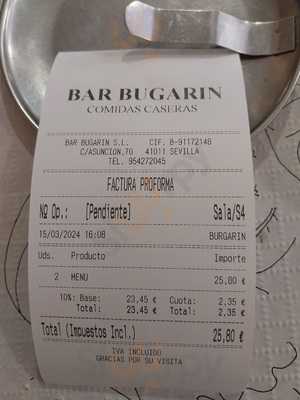 BAR BUGARIN
COMIDAS CASERAS
BAR BUGARIN S.L. CIF. B-91172148
C/ASUNCION,70 41011 SEVILLA
TEL. 954272045
FACTURA PROFORMA
Nº Op.: [Pendiente] Sala/S4
15/03/2024 16:08 BURGARIN
Uds. Producto Importe
2 MENU 25,80 €
10%: Base: 23,45 € Cuota: 2,35 €
Total: 23,45 € Total: 2,35 €
Total (Impuestos Incl.) 25,80 €
IVA INCLUIDO
GRACIAS POR SU VISITA